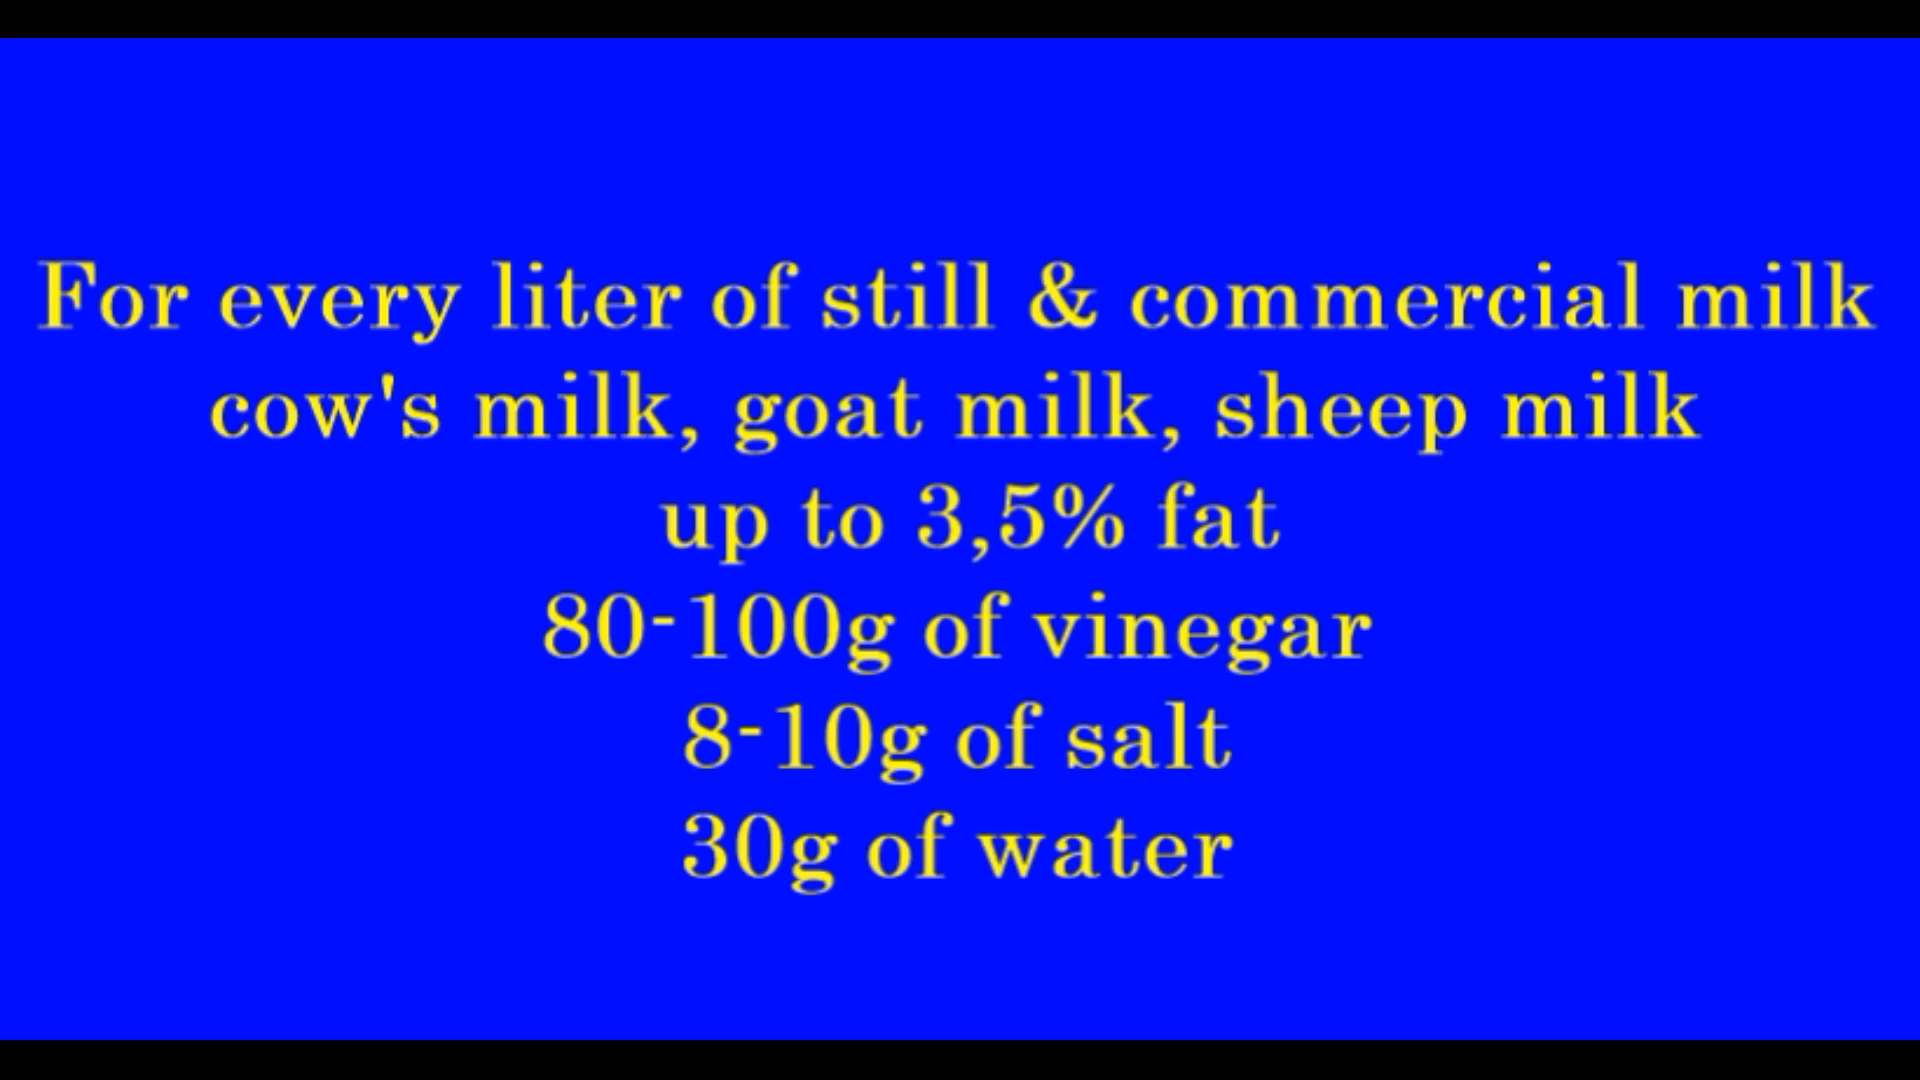 For every liter of still & commercial milk
cow's milk, goat milk, sheep milk
up to 3,5% fat
80-100g of vinegar
8-10g of salt
30g of water